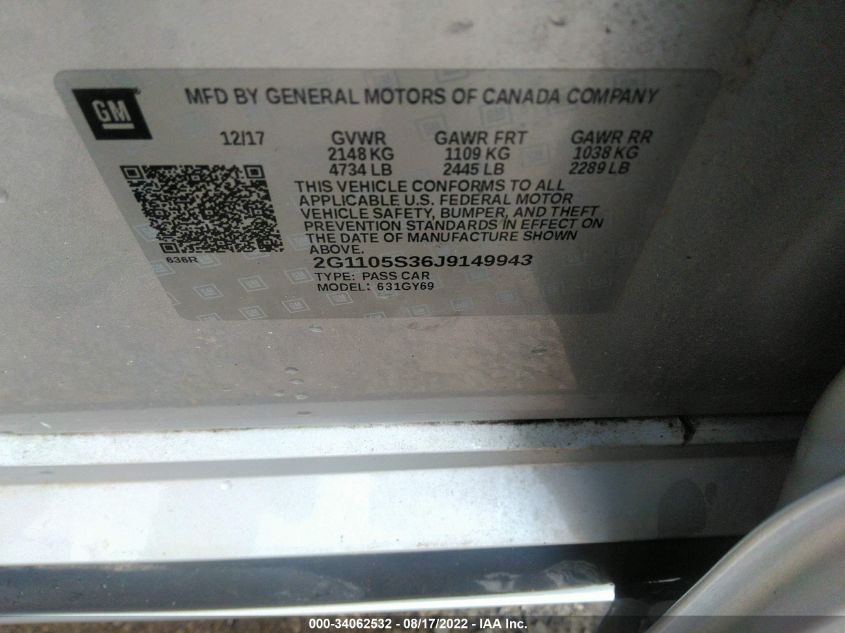 GM
MFD BY GENERAL MOTORS OF CANADA COMPANY
12/17 GVWR GAWR FRT GAWR RR
2148 KG 1109 KG 1038 KG
4734 LB 2445 LB 2289 LB
THIS VEHICLE CONFORMS TO ALL
APPLICABLE U.S. FEDERAL MOTOR
VEHICLE SAFETY, BUMPER, AND THEFT
PREVENTION STANDARDS IN EFFECT ON
THE DATE OF MANUFACTURE SHOWN
ABOVE.
636R
2G1105S36J9149943
TYPE: PASS CAR
MODEL: 631GY69
000-34062532 - 08/17/2022 - IAA Inc.